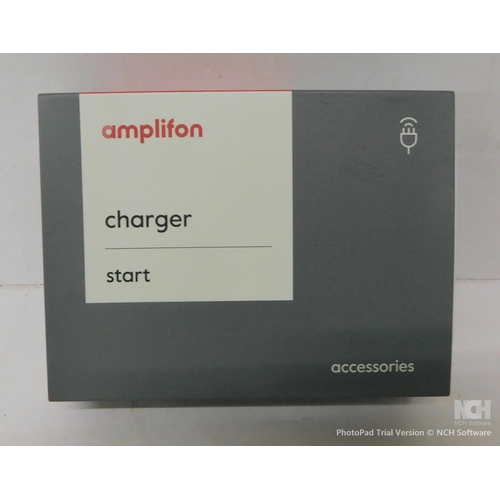 amplifon
charger
start
accessories
NCH
NCH Software
PhotoPad Trial Version © NCH Software